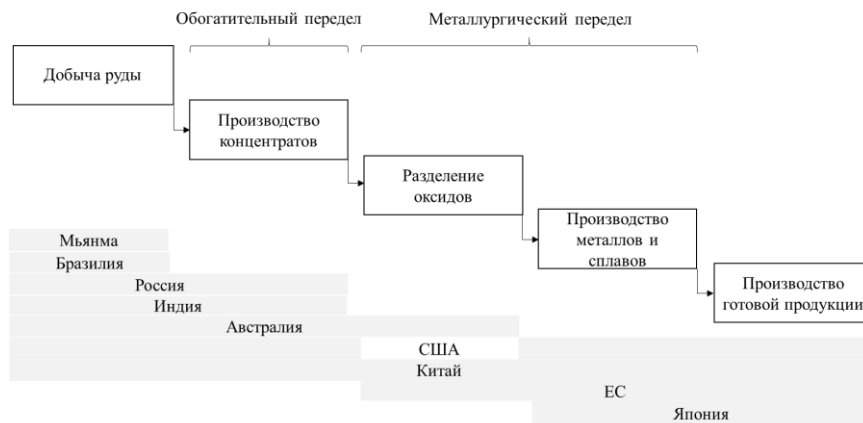 Обогатительный передел
Металлургический передел
Добыча руды
Производство
концентратов
Разделение
оксидов
Производство
металлов и
сплавов
Производство
готовой продукции
Мьянма
Бразилия
Россия
Индия
Австралия
США
Китай
ЕС
Япония